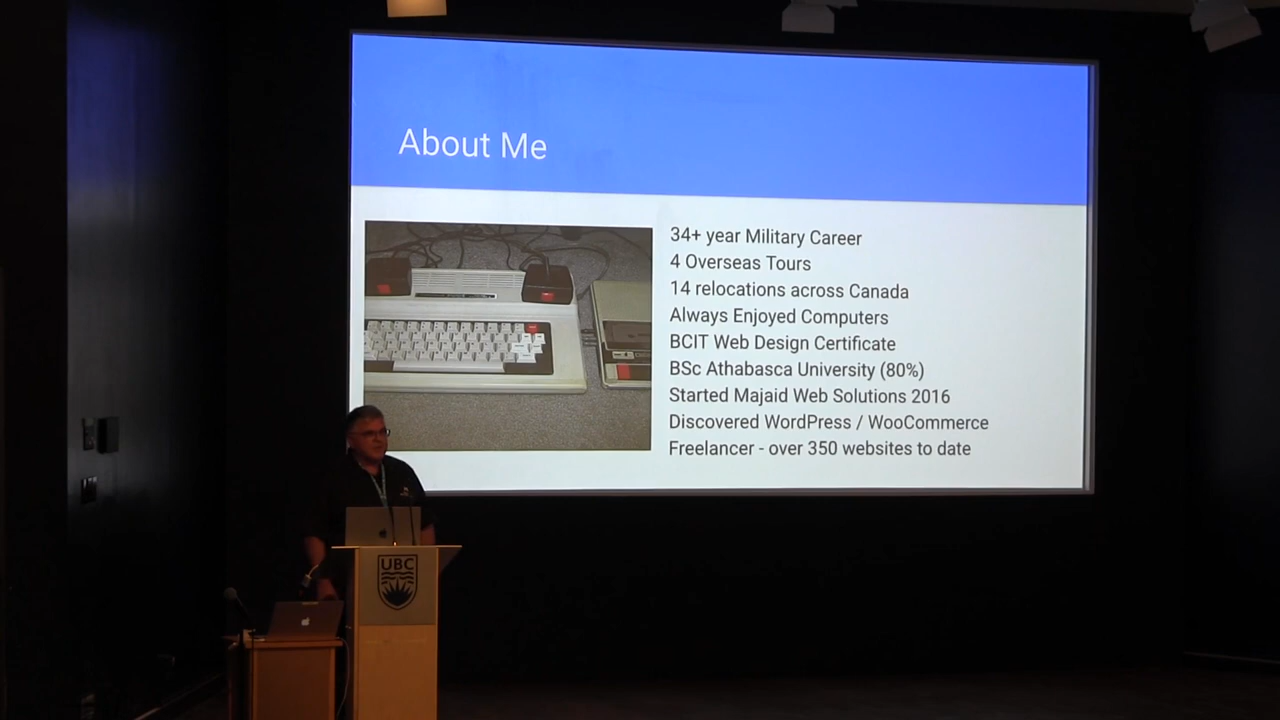 About Me
34+ year Military Career
4 Overseas Tours
14 relocations across Canada
Always Enjoyed Computers
BCIT Web Design Certificate
BSc Athabasca University (80%)
Started Majaid Web Solutions 2016
Discovered WordPress / WooCommerce
Freelancer - over 350 websites to date
UBC